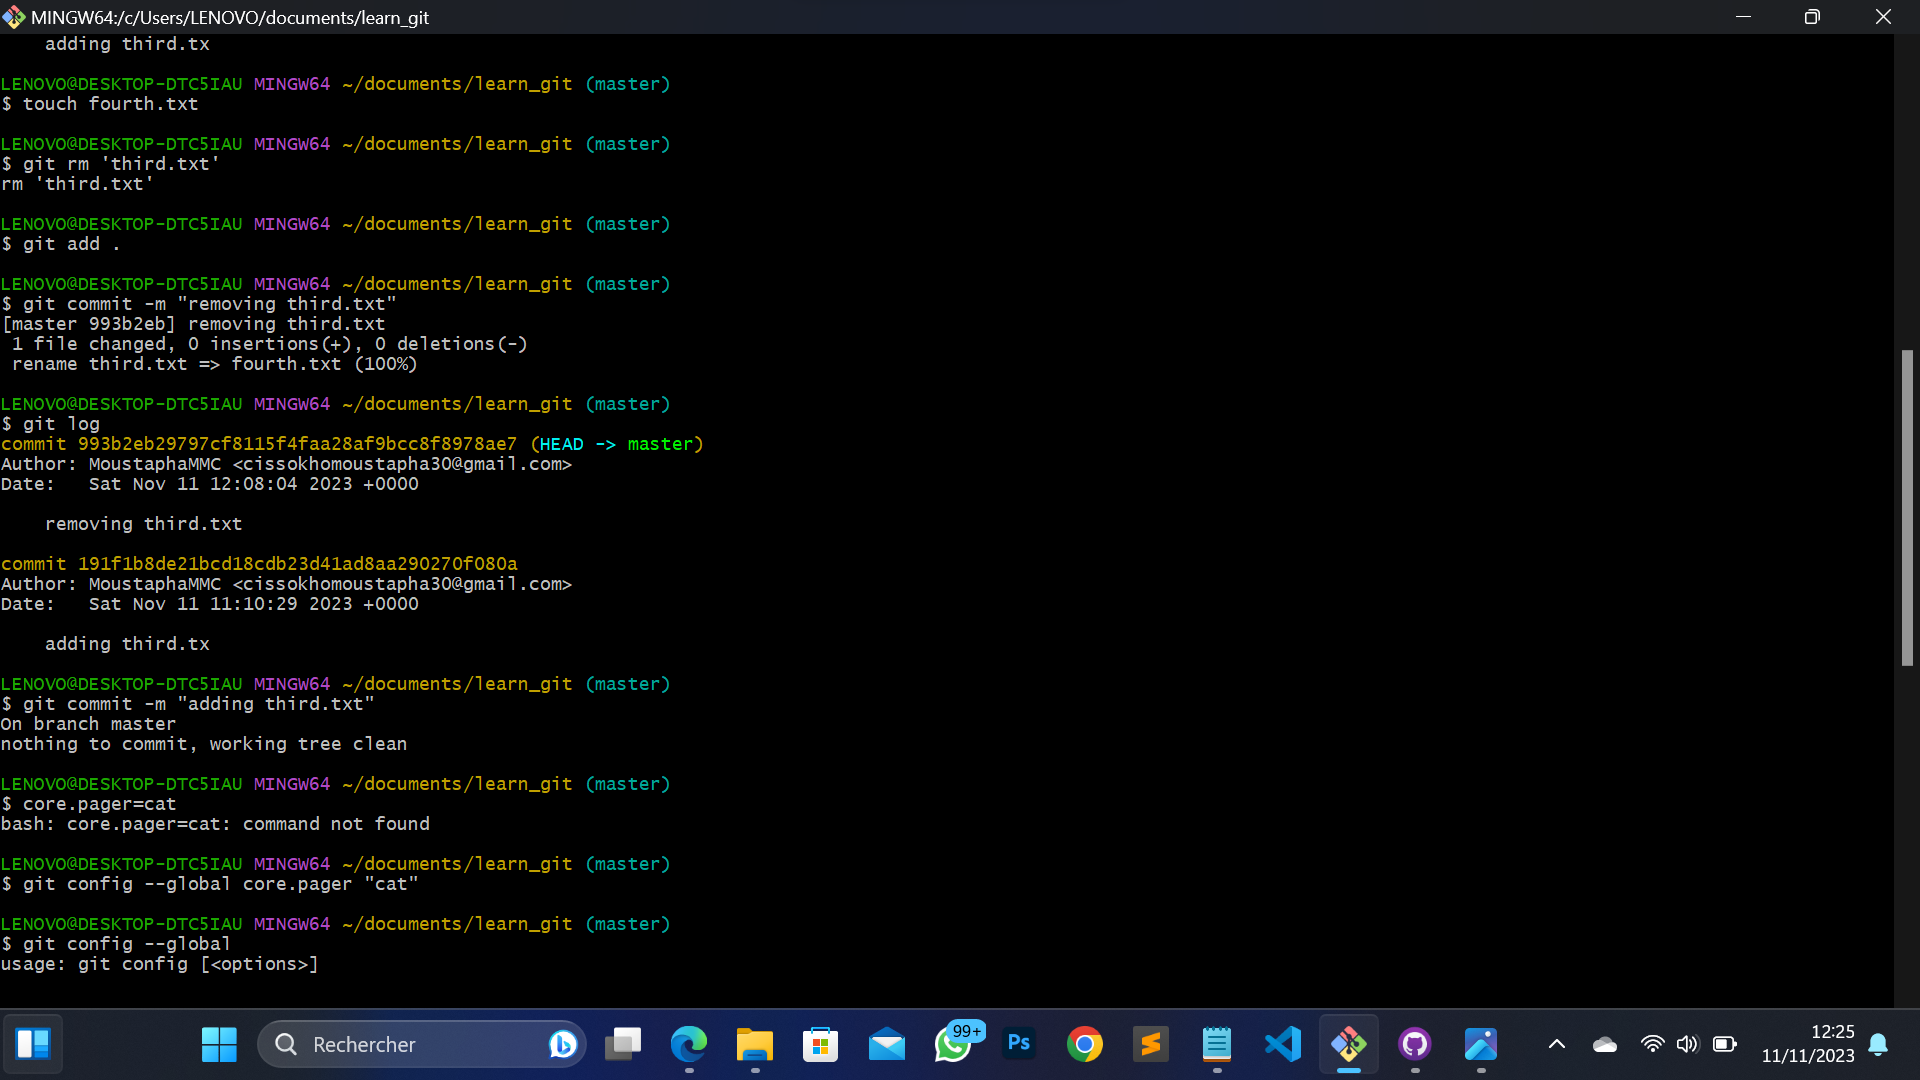 MINGW64:/c/Users/LENOVO/documents/learn_git
    adding third.tx
LENOVO@DESKTOP-DTC5IAU MINGW64 ~/documents/learn_git (master)
$ touch fourth.txt
LENOVO@DESKTOP-DTC5IAU MINGW64 ~/documents/learn_git (master)
$ git rm 'third.txt'
rm 'third.txt'
LENOVO@DESKTOP-DTC5IAU MINGW64 ~/documents/learn_git (master)
$ git add .
LENOVO@DESKTOP-DTC5IAU MINGW64 ~/documents/learn_git (master)
$ git commit -m "removing third.txt"
[master 993b2eb] removing third.txt
 1 file changed, 0 insertions(+), 0 deletions(-)
 rename third.txt => fourth.txt (100%)
LENOVO@DESKTOP-DTC5IAU MINGW64 ~/documents/learn_git (master)
$ git log
commit 993b2eb29797cf8115f4faa28af9bcc8f8978ae7 (HEAD -> master)
Author: MoustaphaMMC <cissokhomoustapha30@gmail.com>
Date:   Sat Nov 11 12:08:04 2023 +0000
    removing third.txt
commit 191f1b8de21bcd18cdb23d41ad8aa290270f080a
Author: MoustaphaMMC <cissokhomoustapha30@gmail.com>
Date:   Sat Nov 11 11:10:29 2023 +0000
    adding third.tx
LENOVO@DESKTOP-DTC5IAU MINGW64 ~/documents/learn_git (master)
$ git commit -m "adding third.txt"
On branch master
nothing to commit, working tree clean
LENOVO@DESKTOP-DTC5IAU MINGW64 ~/documents/learn_git (master)
$ core.pager=cat
bash: core.pager=cat: command not found
LENOVO@DESKTOP-DTC5IAU MINGW64 ~/documents/learn_git (master)
$ git config --global core.pager "cat"
LENOVO@DESKTOP-DTC5IAU MINGW64 ~/documents/learn_git (master)
$ git config --global
usage: git config [<options>]
Rechercher
99+
Ps
12:25
11/11/2023